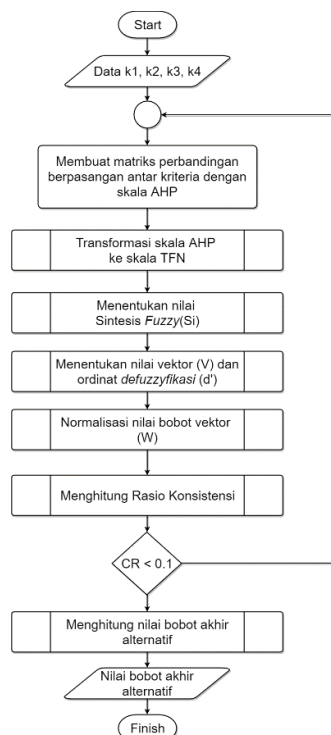 Start
Data k1, k2, k3, k4
Membuat matriks perbandingan
berpasangan antar kriteria dengan
skala AHP
Transformasi skala AHP
ke skala TFN
Menentukan nilai
Sintesis Fuzzy(Si)
Menentukan nilai vektor (V) dan
ordinat defuzzyfikasi (d')
Normalisasi nilai bobot vektor
(W)
Menghitung Rasio Konsistensi
CR < 0.1
Menghitung nilai bobot akhir
alternatif
Nilai bobot akhir
alternatif
Finish